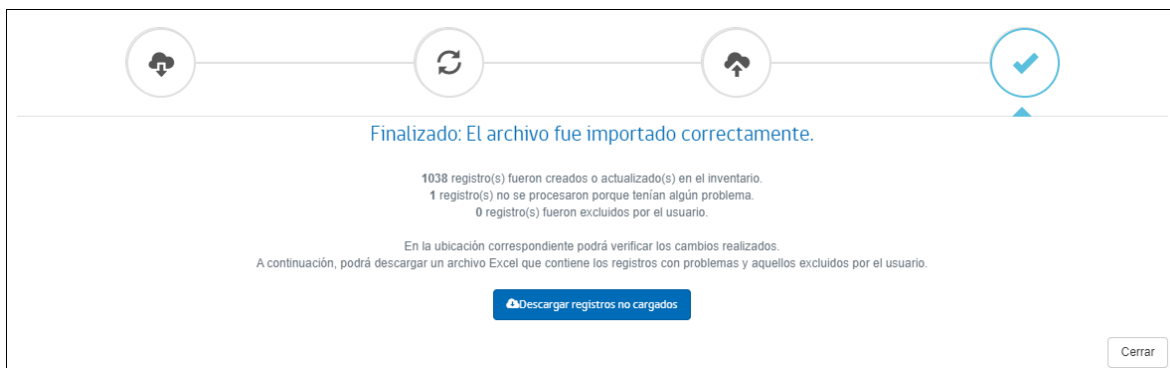 Finalizado: El archivo fue importado correctamente.
1038 registro(s) fueron creados o actualizado(s) en el inventario.
1 registro(s) no se procesaron porque tenían algún problema.
0 registro(s) fueron excluidos por el usuario.
En la ubicación correspondiente podrá verificar los cambios realizados.
A continuación, podrá descargar un archivo Excel que contiene los registros con problemas y aquellos excluidos por el usuario.
Descargar registros no cargados
Cerrar